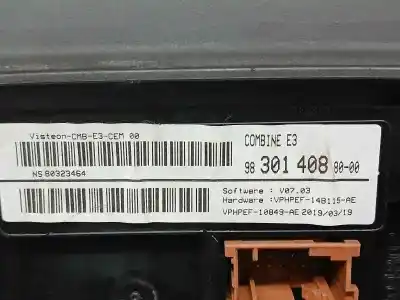 Visteon-CMB-E3-CEM 00
COMBINE E3
98 301 408 80-00
NS 80323464
Software : V07.03
Hardware : VPHPEF-14B115-AE
VPHPEF-10849-AE 2019/03/19